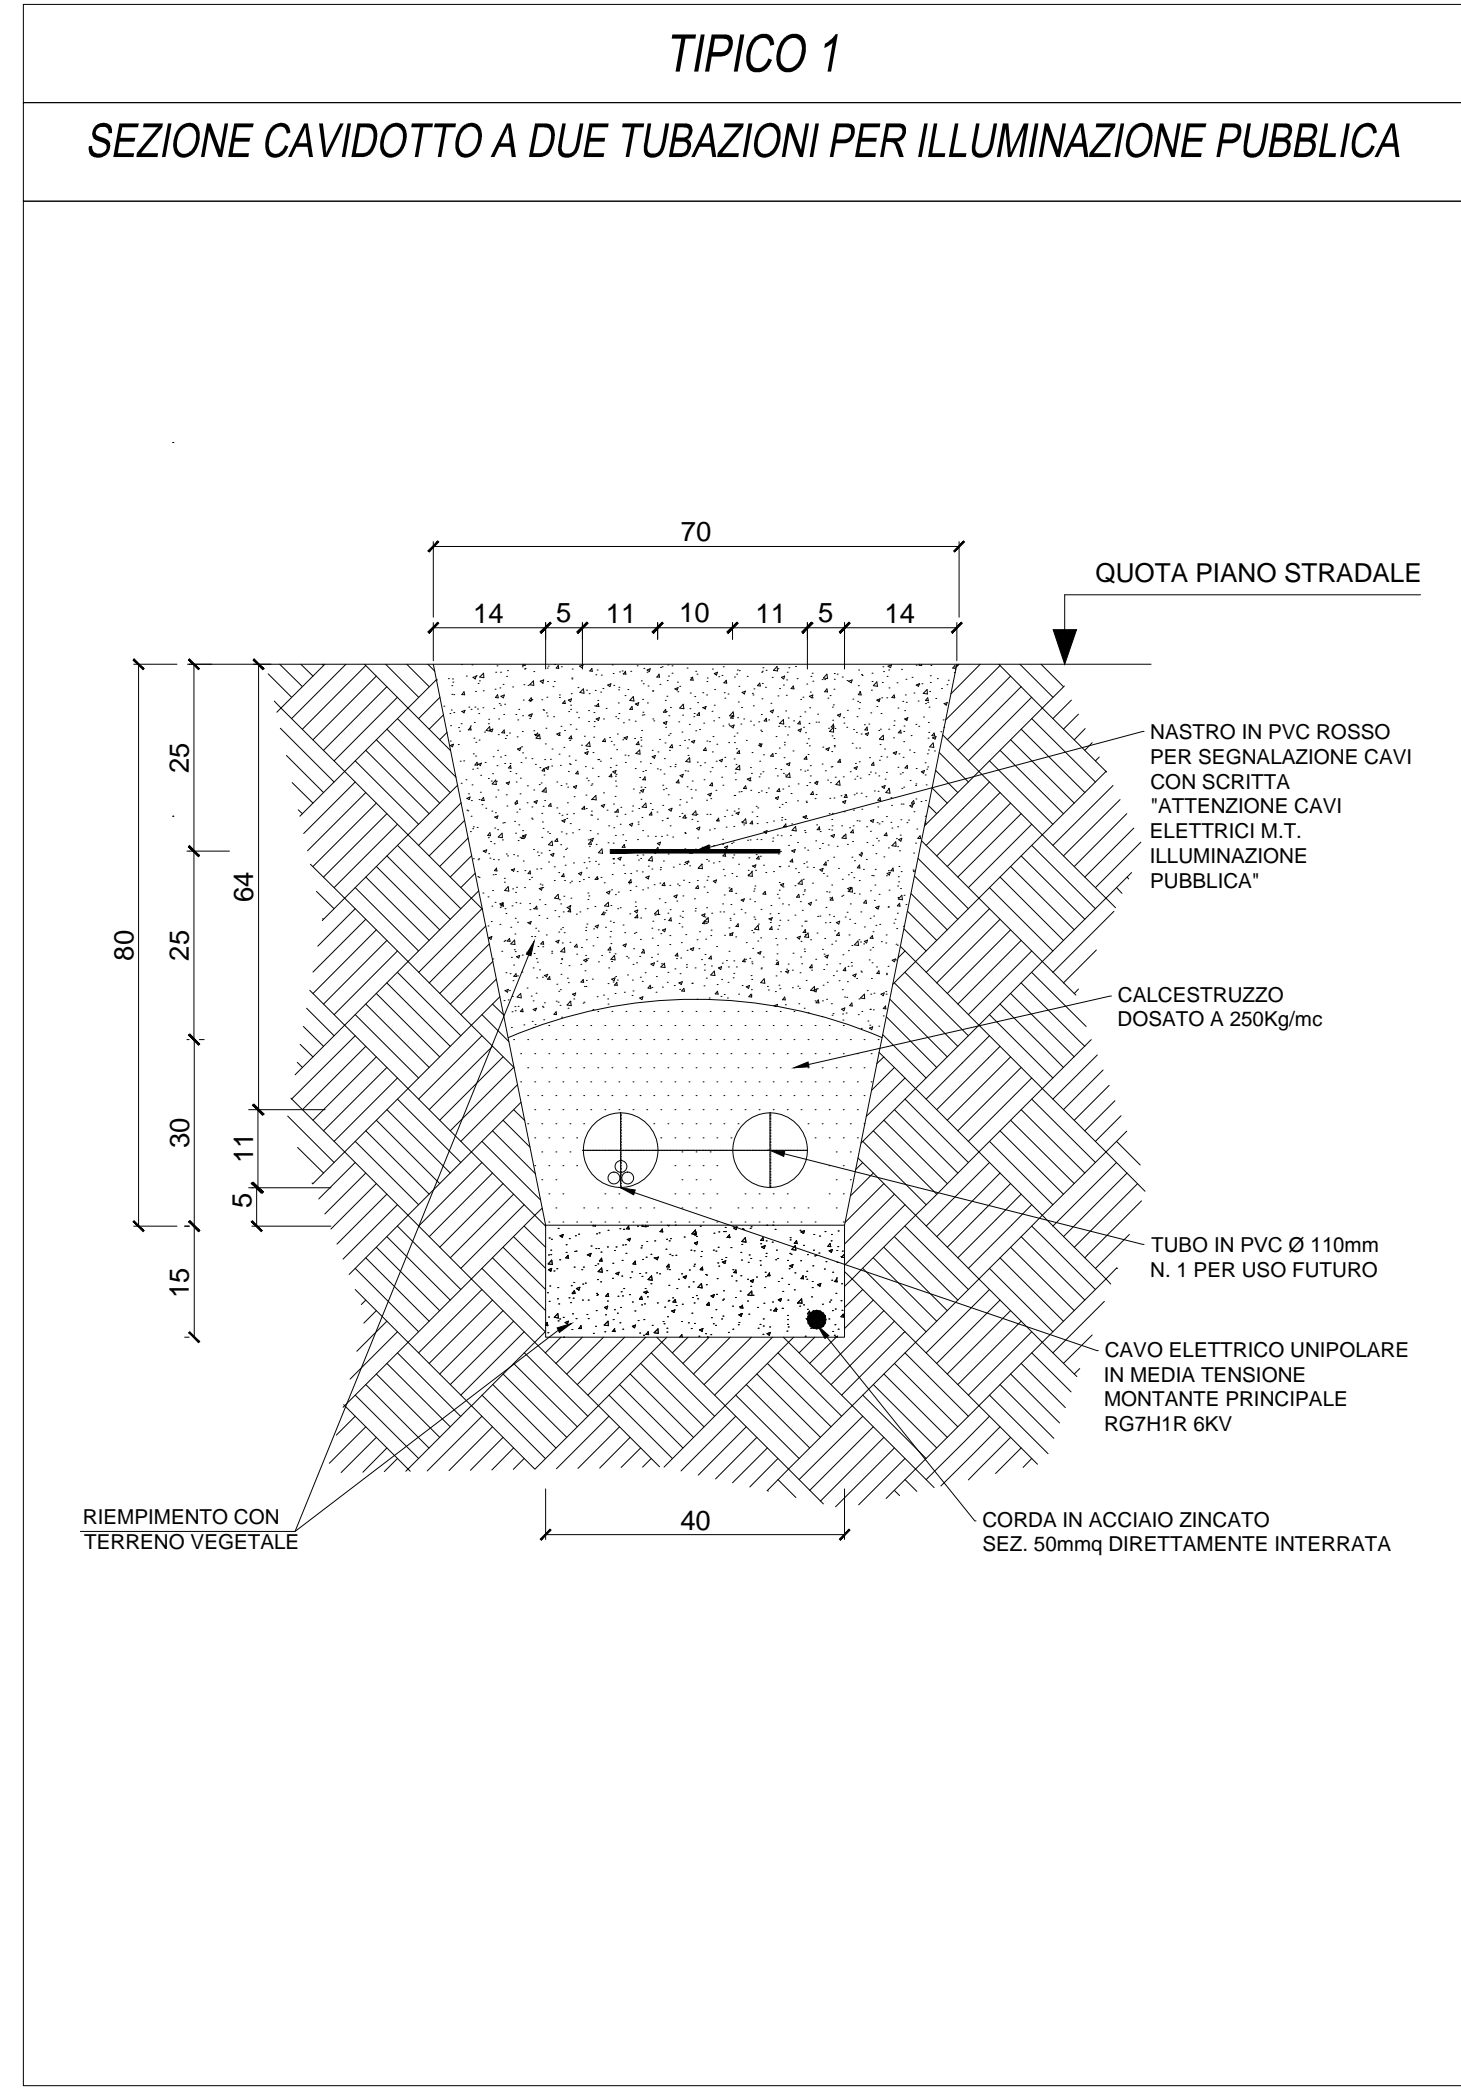 TIPICO 1
SEZIONE CAVIDOTTO A DUE TUBAZIONI PER ILLUMINAZIONE PUBBLICA
70
QUOTA PIANO STRADALE
14 5 11 10 11 5 14
25
NASTRO IN PVC ROSSO
PER SEGNALAZIONE CAVI
CON SCRITTA
"ATTENZIONE CAVI
ELETTRICI M.T.
ILLUMINAZIONE
PUBBLICA"
64
80
25
CALCESTRUZZO
DOSATO A 250Kg/mc
30
11
5
15
TUBO IN PVC Ø 110mm
N. 1 PER USO FUTURO
CAVO ELETTRICO UNIPOLARE
IN MEDIA TENSIONE
MONTANTE PRINCIPALE
RG7H1R 6KV
RIEMPIMENTO CON
TERRENO VEGETALE
40
CORDA IN ACCIAIO ZINCATO
SEZ. 50mmq DIRETTAMENTE INTERRATA